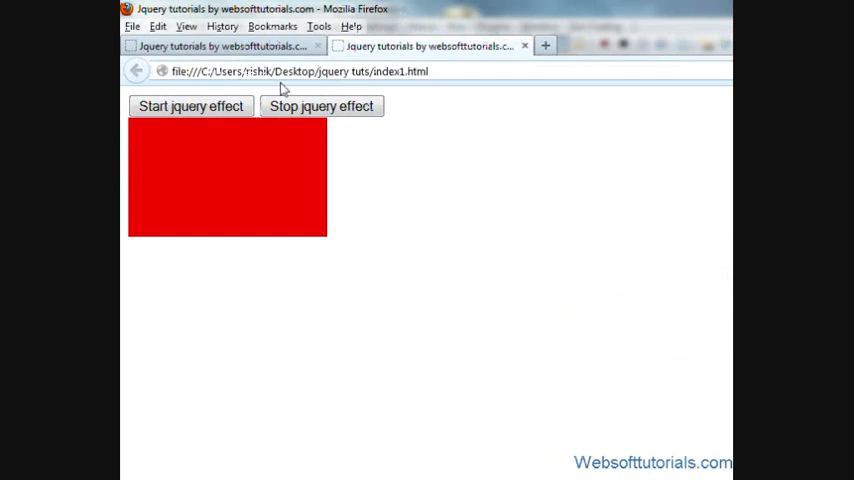 Jquery tutorials by websofttutorials.com - Mozilla Firefox
File Edit View History Bookmarks Tools Help
Jquery tutorials by websofttutorials.c... × Jquery tutorials by websofttutorials.com... × +
file:///C:/Users/rishik/Desktop/jquery tuts/index1.html
Start jquery effect Stop jquery effect
Websofttutorials.com